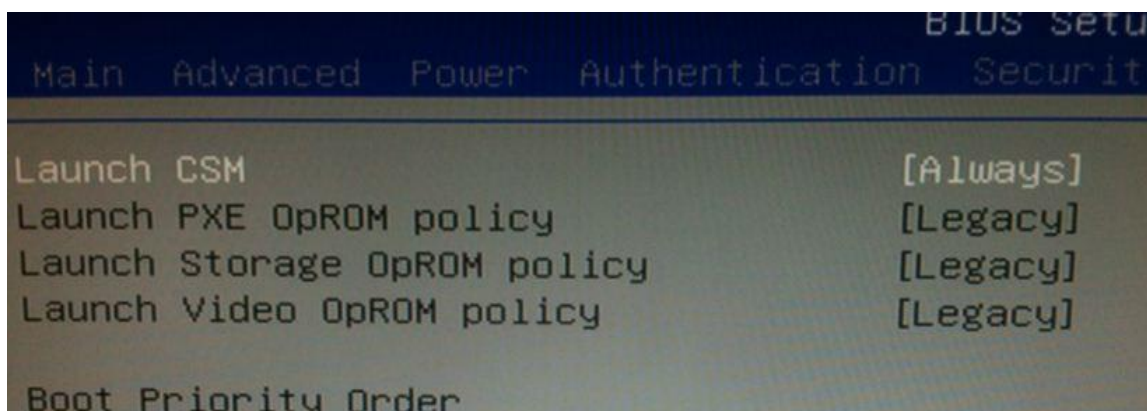 BIOS Setu
Main Advanced Power Authentication Securit
Launch CSM [Always]
Launch PXE OpROM policy [Legacy]
Launch Storage OpROM policy [Legacy]
Launch Video OpROM policy [Legacy]
Boot Priority Order